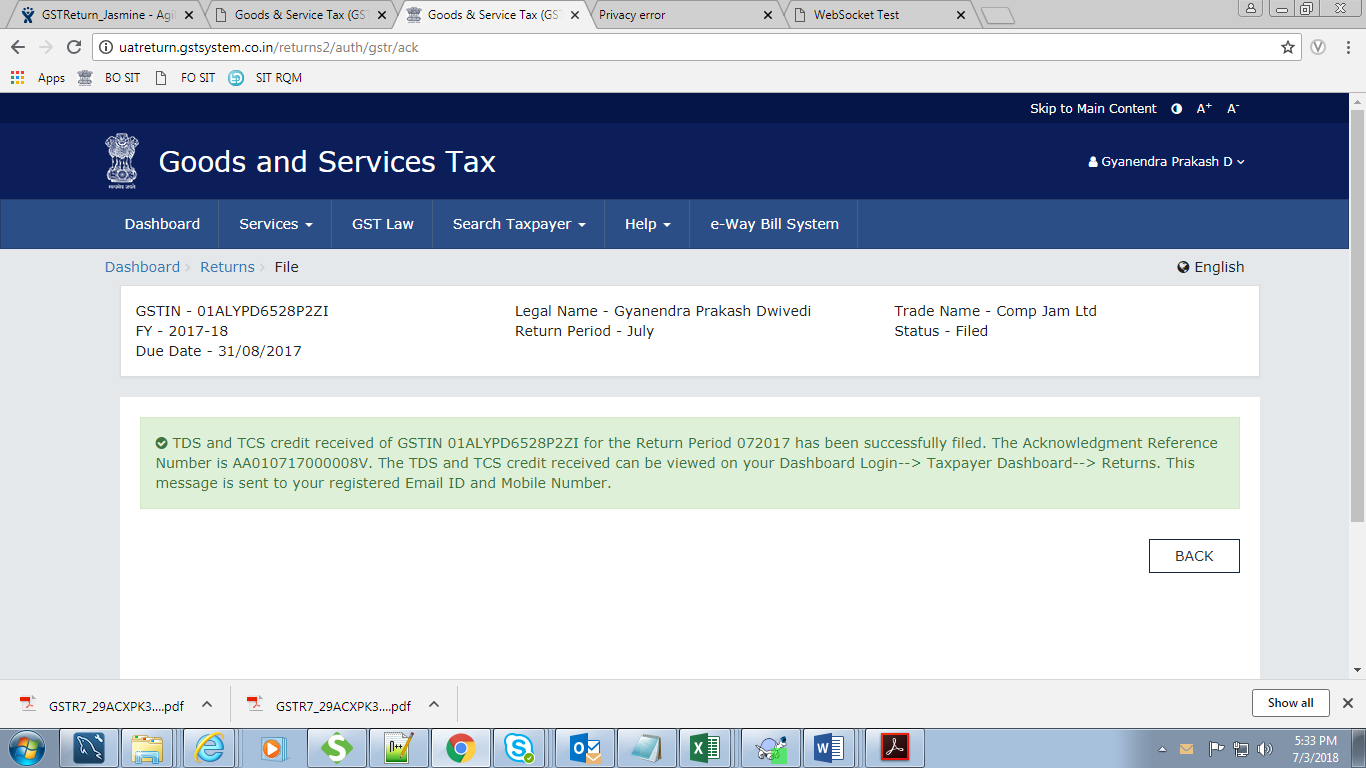 GSTReturn_Jasmine - Agi
Goods & Service Tax (GS
Goods & Service Tax (GS
Privacy error
WebSocket Test
uatreturn.gstsystem.co.in/returns2/auth/gstr/ack
Apps BO SIT FO SIT SIT RQM
Skip to Main Content A+ A-
Goods and Services Tax
Gyanendra Prakash D
Dashboard Services GST Law Search Taxpayer Help e-Way Bill System
Dashboard Returns File
English
GSTIN - 01ALYPD6528P2ZI Legal Name - Gyanendra Prakash Dwivedi Trade Name - Comp Jam Ltd
FY - 2017-18 Return Period - July Status - Filed
Due Date - 31/08/2017
TDS and TCS credit received of GSTIN 01ALYPD6528P2ZI for the Return Period 072017 has been successfully filed. The Acknowledgment Reference
Number is AA010717000008V. The TDS and TCS credit received can be viewed on your Dashboard Login--> Taxpayer Dashboard--> Returns. This
message is sent to your registered Email ID and Mobile Number.
BACK
GSTR7_29ACXPK3....pdf GSTR7_29ACXPK3....pdf Show all
5:33 PM
7/3/2018